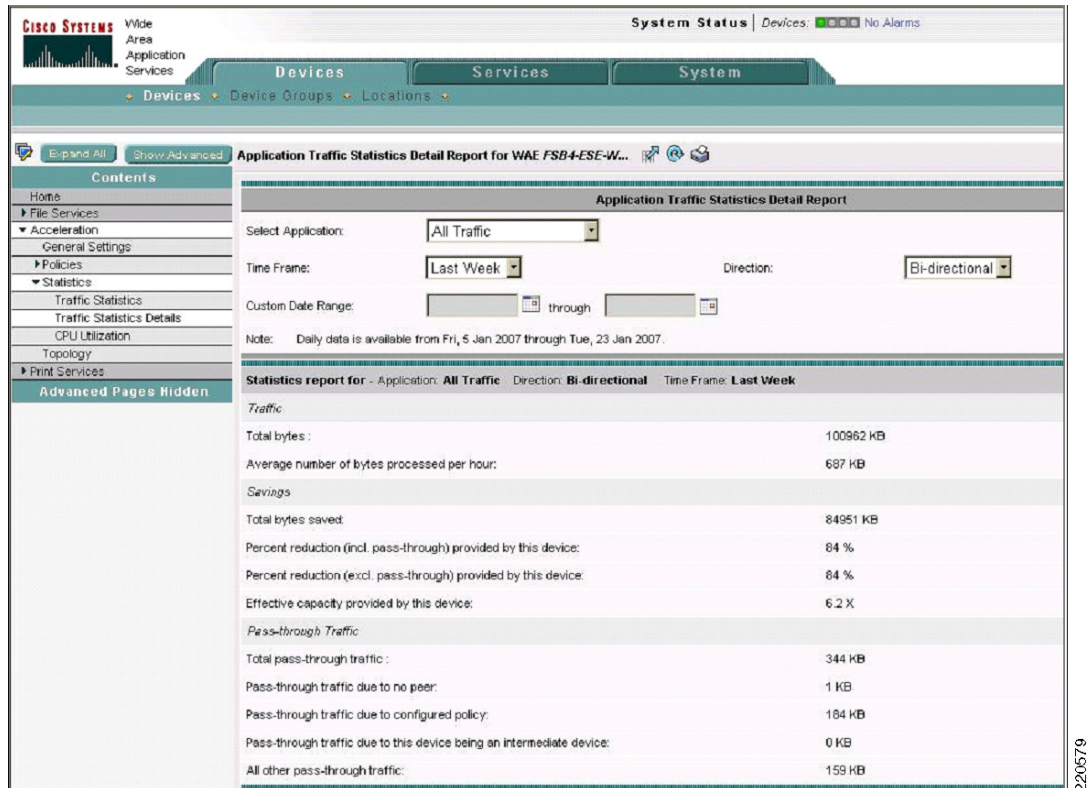 CISCO SYSTEMS
Wide
Area
Application
Services
System Status | Devices: No Alarms
Devices Services System
Devices Device Groups Locations
Expand All Show Advanced
Application Traffic Statistics Detail Report for WAE FSB4-ESE-W...
Contents
Home
File Services
Acceleration
General Settings
Policies
Statistics
Traffic Statistics
Traffic Statistics Details
CPU Utilization
Topology
Print Services
Advanced Pages Hidden
Application Traffic Statistics Detail Report
Select Application: All Traffic
Time Frame: Last Week Direction: Bi-directional
Custom Date Range: through
Note: Daily data is available from Fri, 5 Jan 2007 through Tue, 23 Jan 2007.
Statistics report for - Application: All Traffic Direction: Bi-directional Time Frame: Last Week
Traffic
Total bytes : 100962 KB
Average number of bytes processed per hour: 687 KB
Savings
Total bytes saved: 84951 KB
Percent reduction (incl. pass-through) provided by this device: 84 %
Percent reduction (excl. pass-through) provided by this device: 84 %
Effective capacity provided by this device: 6.2 X
Pass-through Traffic
Total pass-through traffic : 344 KB
Pass-through traffic due to no peer: 1 KB
Pass-through traffic due to configured policy: 184 KB
Pass-through traffic due to this device being an intermediate device: 0 KB
All other pass-through traffic: 159 KB
220579